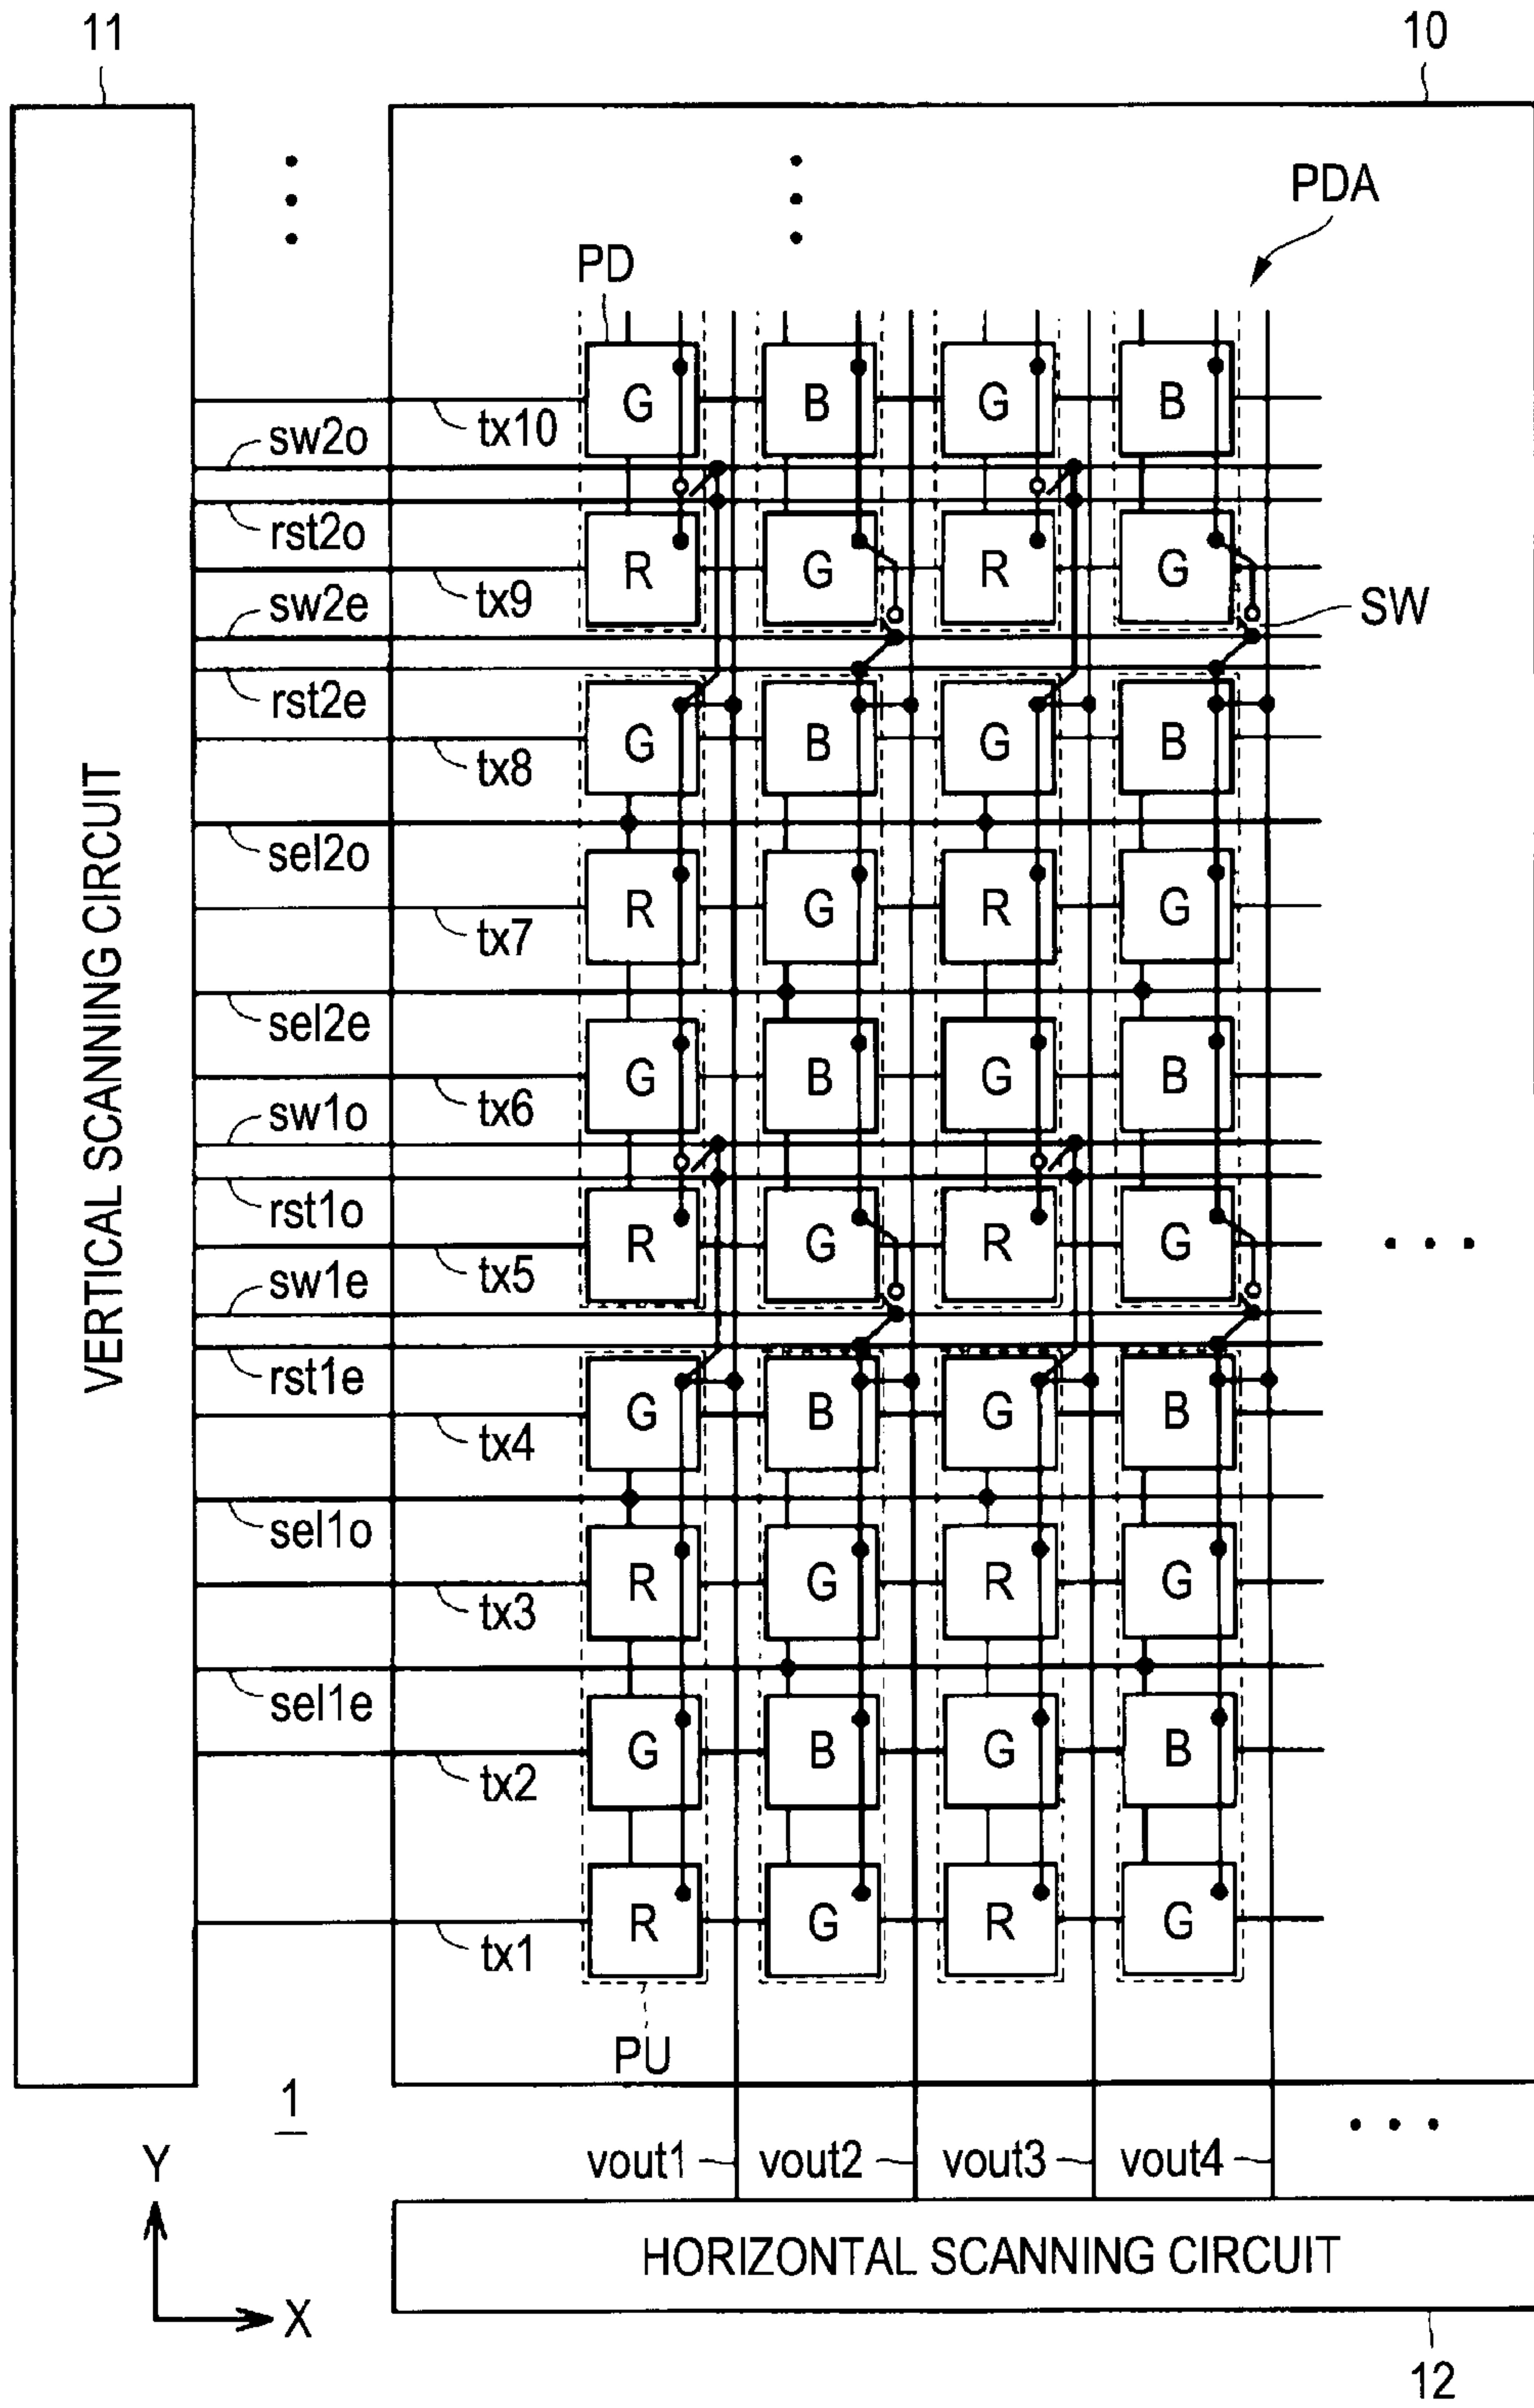 11
10
PDA
PD
G B G B
tx10
sw2o
rst2o
R G R G
tx9
sw2e
SW
rst2e
G B G B
tx8
sel2o
R G R G
tx7
sel2e
G B G B
tx6
sw1o
rst1o
R G R G
tx5
sw1e
rst1e
G B G B
tx4
sel1o
R G R G
tx3
sel1e
G B G B
tx2
R G R G
tx1
VERTICAL SCANNING CIRCUIT
PU
1
vout1 vout2 vout3 vout4
Y
X
HORIZONTAL SCANNING CIRCUIT
12